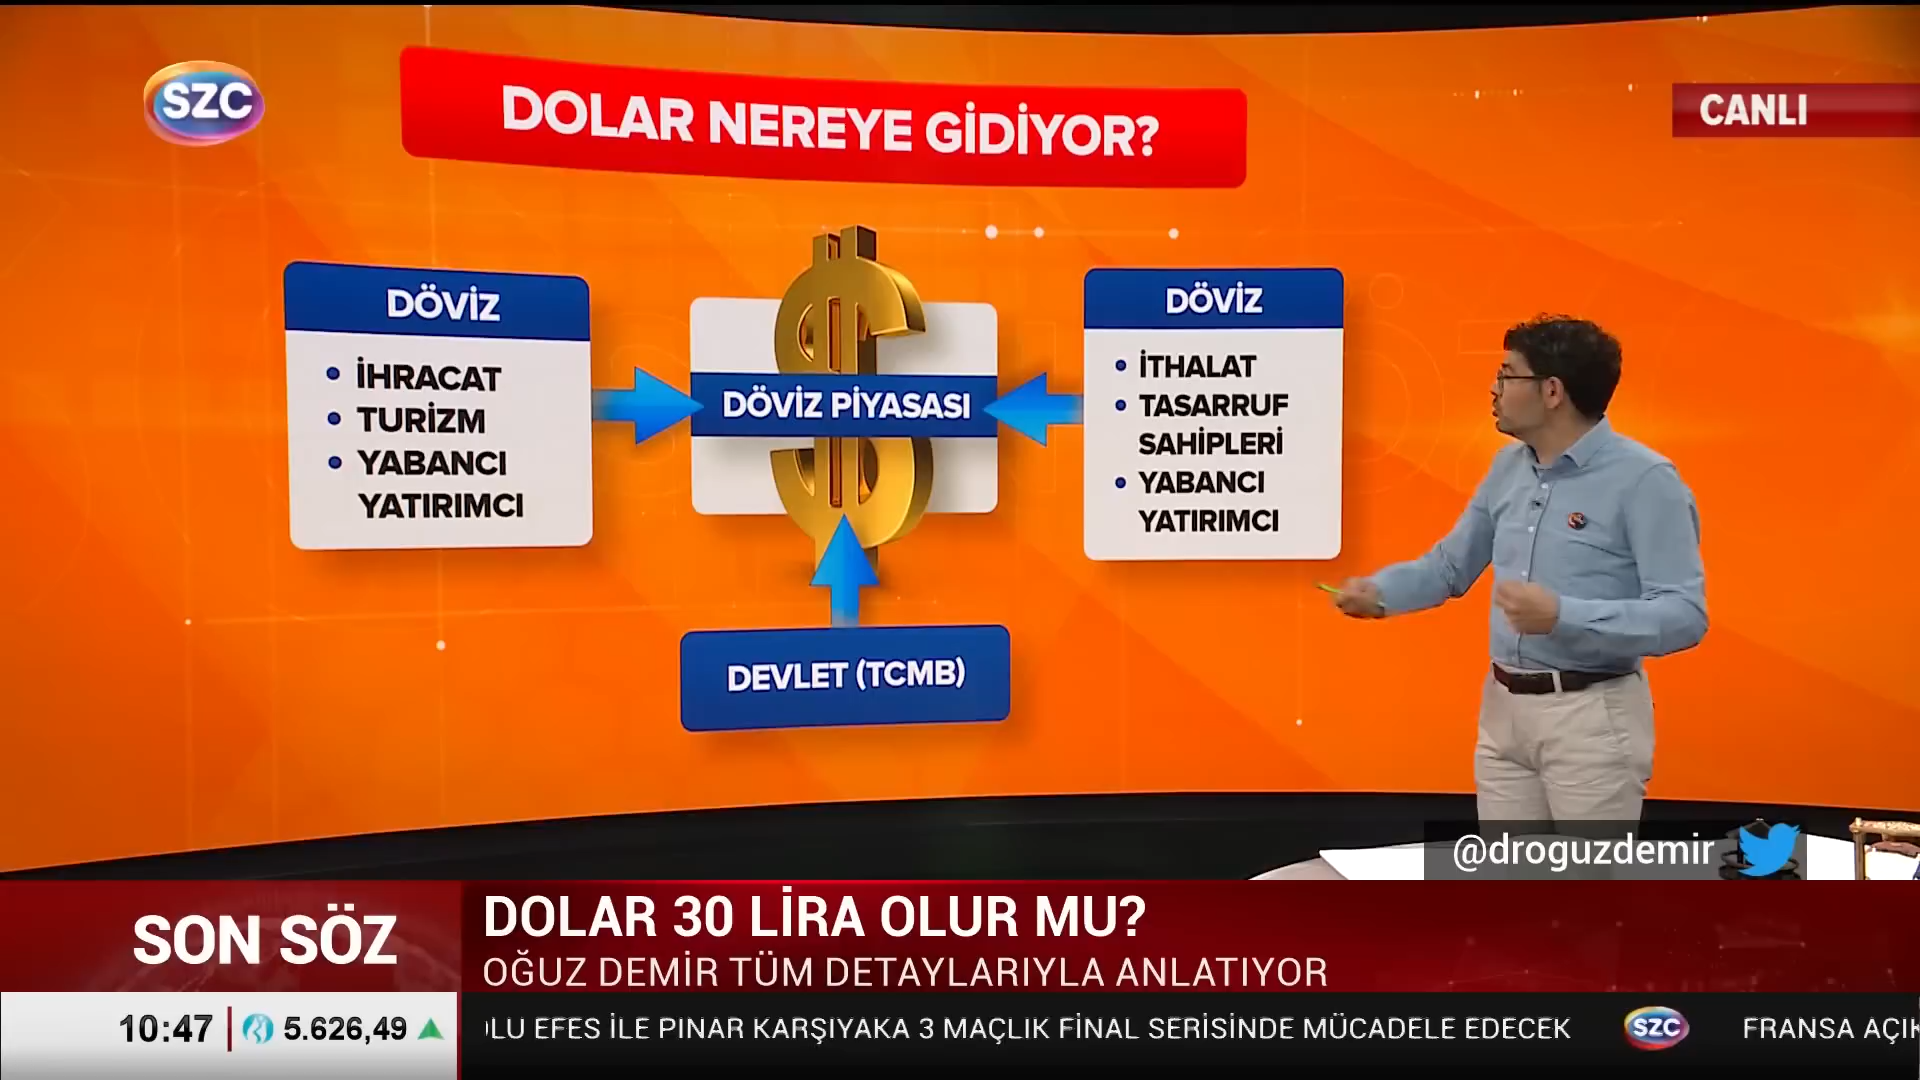 SZC
DOLAR NEREYE GİDİYOR?
CANLI
DÖVİZ
• İHRACAT
• TURİZM
• YABANCI
YATIRIMCI
DÖVİZ PİYASASI
DÖVİZ
• İTHALAT
• TASARRUF
SAHİPLERİ
• YABANCI
YATIRIMCI
DEVLET (TCMB)
@droguzdemir
SON SÖZ
DOLAR 30 LİRA OLUR MU?
OĞUZ DEMİR TÜM DETAYLARIYLA ANLATIYOR
10:47
5.626,49
EFES İLE PINAR KARŞIYAKA 3 MAÇLIK FİNAL SERİSİNDE MÜCADELE EDECEK
SZC
FRANSA